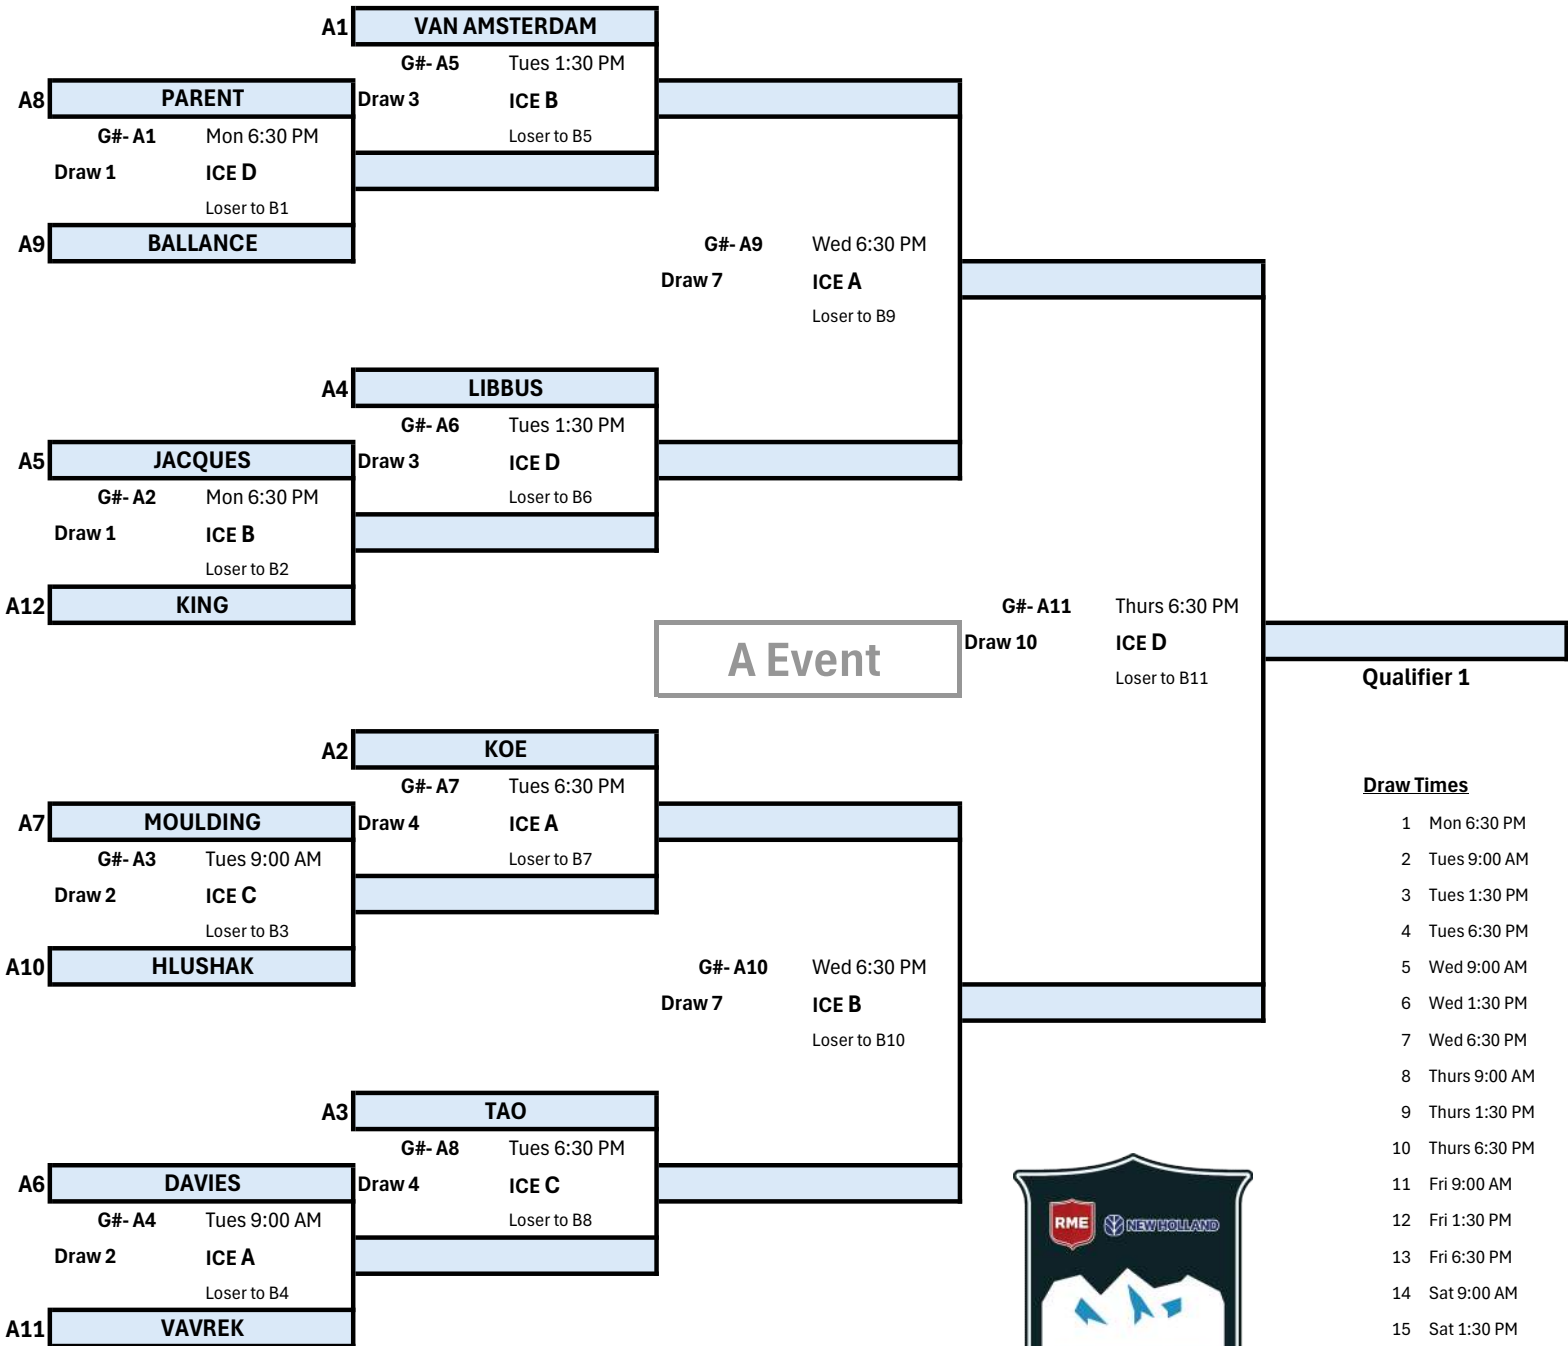 A1 VAN AMSTERDAM
G#- A5 Tues 1:30 PM
A8 PARENT Draw 3 ICE B
G#- A1 Mon 6:30 PM Loser to B5
Draw 1 ICE D
Loser to B1
A9 BALLANCE G#- A9 Wed 6:30 PM
Draw 7 ICE A
Loser to B9
A4 LIBBUS
G#- A6 Tues 1:30 PM
A5 JACQUES Draw 3 ICE D
G#- A2 Mon 6:30 PM Loser to B6
Draw 1 ICE B
Loser to B2
A12 KING G#- A11 Thurs 6:30 PM
A Event Draw 10 ICE D
Loser to B11 Qualifier 1
A2 KOE
G#- A7 Tues 6:30 PM Draw Times
A7 MOULDING Draw 4 ICE A 1 Mon 6:30 PM
G#- A3 Tues 9:00 AM Loser to B7 2 Tues 9:00 AM
Draw 2 ICE C 3 Tues 1:30 PM
Loser to B3 4 Tues 6:30 PM
A10 HLUSHAK G#- A10 Wed 6:30 PM 5 Wed 9:00 AM
Draw 7 ICE B 6 Wed 1:30 PM
Loser to B10 7 Wed 6:30 PM
8 Thurs 9:00 AM
A3 TAO 9 Thurs 1:30 PM
G#- A8 Tues 6:30 PM 10 Thurs 6:30 PM
A6 DAVIES Draw 4 ICE C 11 Fri 9:00 AM
G#- A4 Tues 9:00 AM Loser to B8 RME NEW HOLLAND 12 Fri 1:30 PM
Draw 2 ICE A 13 Fri 6:30 PM
Loser to B4 14 Sat 9:00 AM
A11 VAVREK 15 Sat 1:30 PM